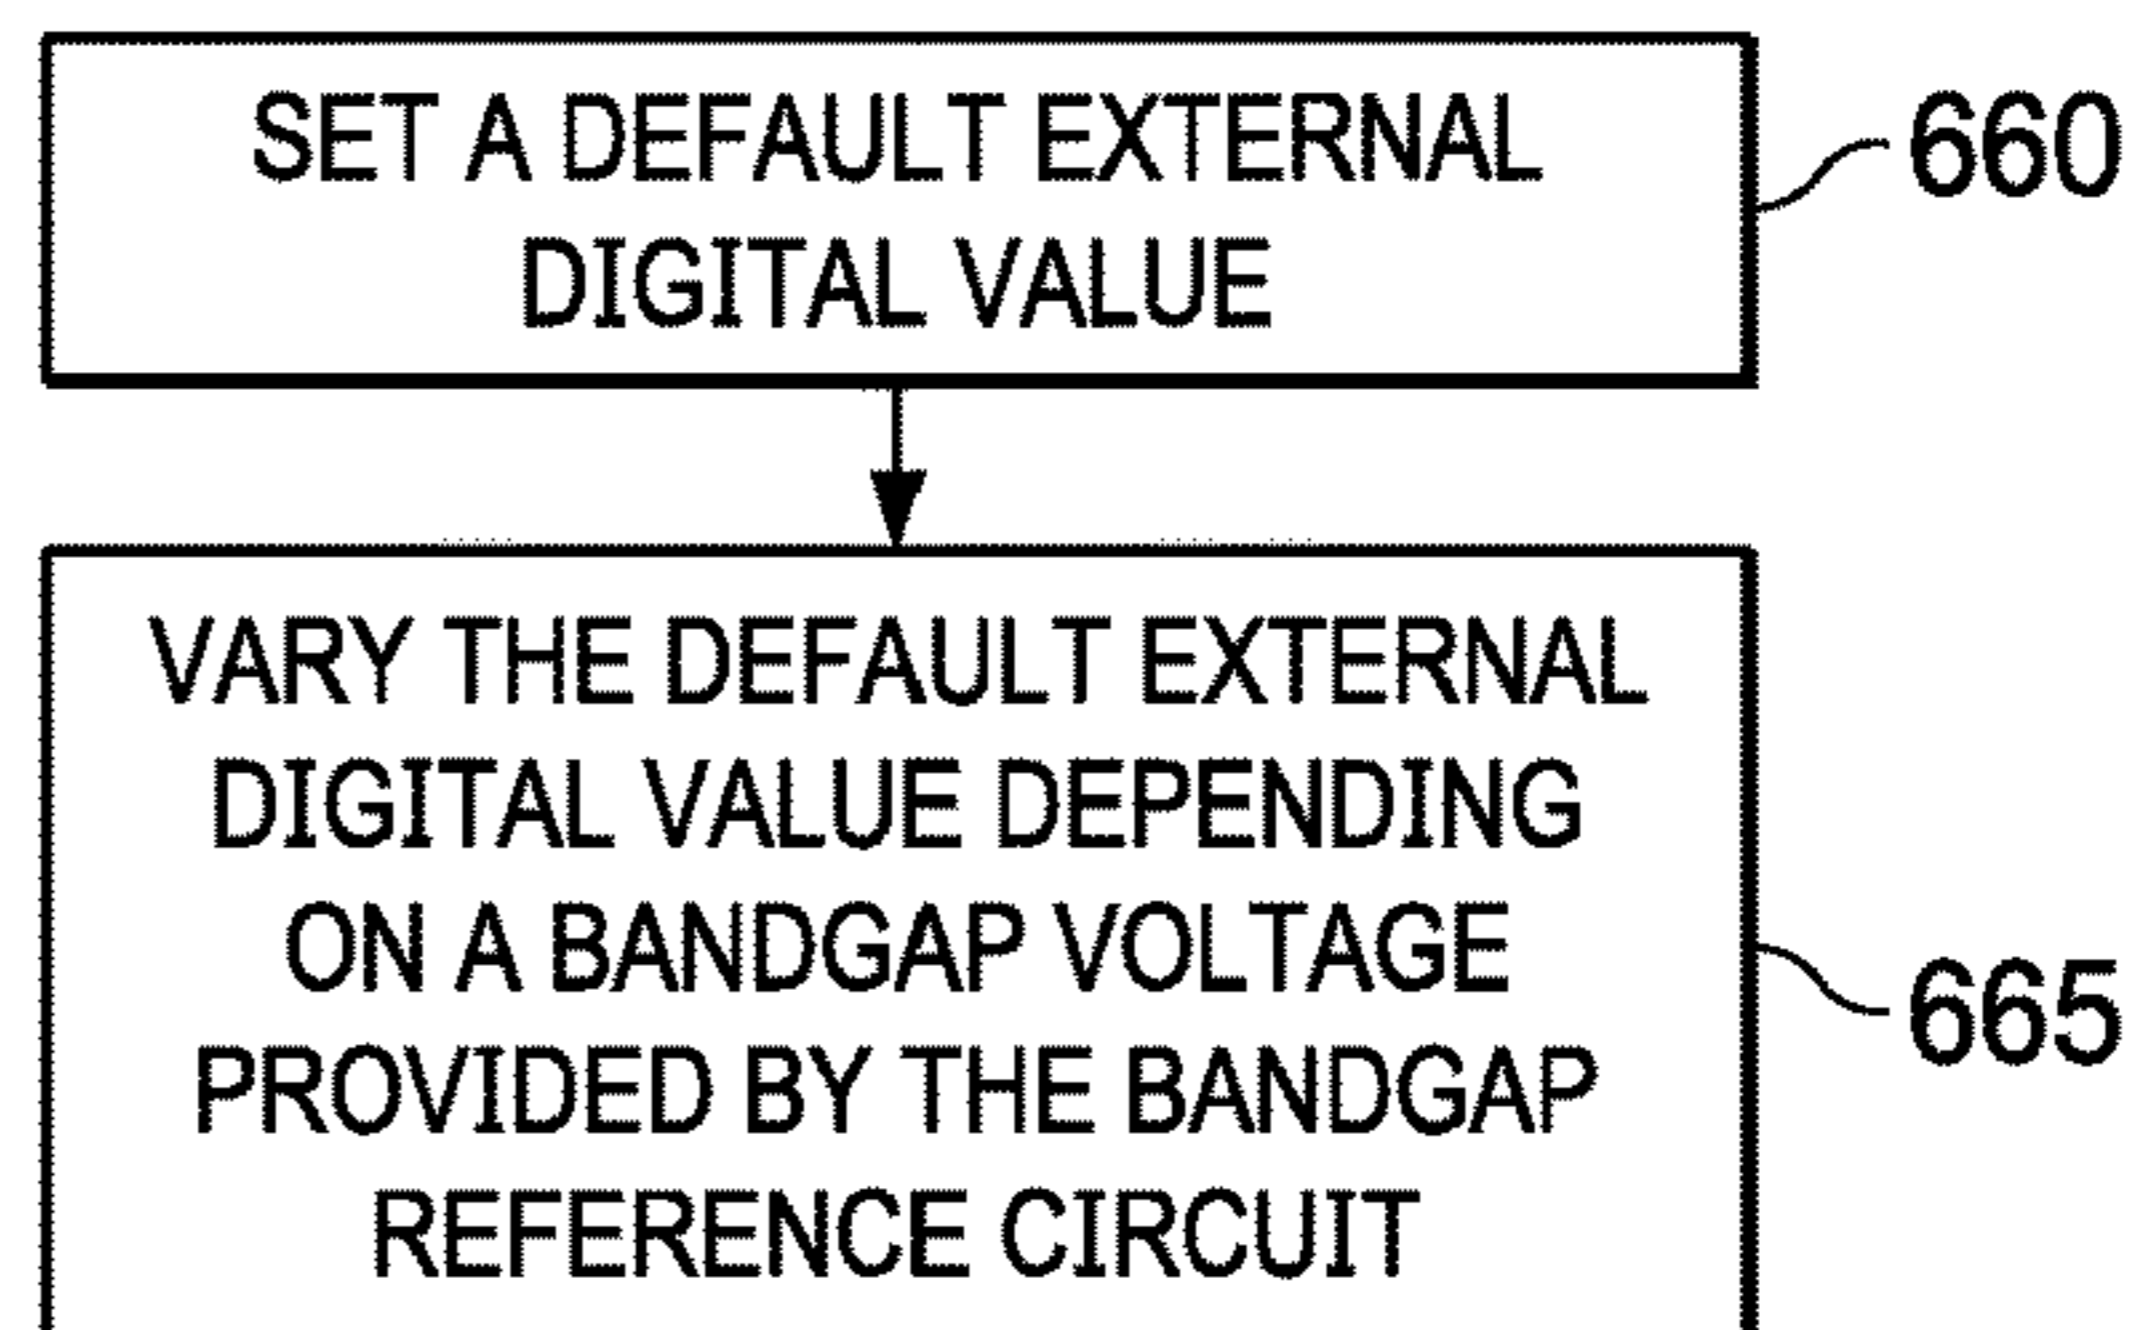 SET A DEFAULT EXTERNAL
DIGITAL VALUE
660
VARY THE DEFAULT EXTERNAL
DIGITAL VALUE DEPENDING
ON A BANDGAP VOLTAGE
PROVIDED BY THE BANDGAP
REFERENCE CIRCUIT
665